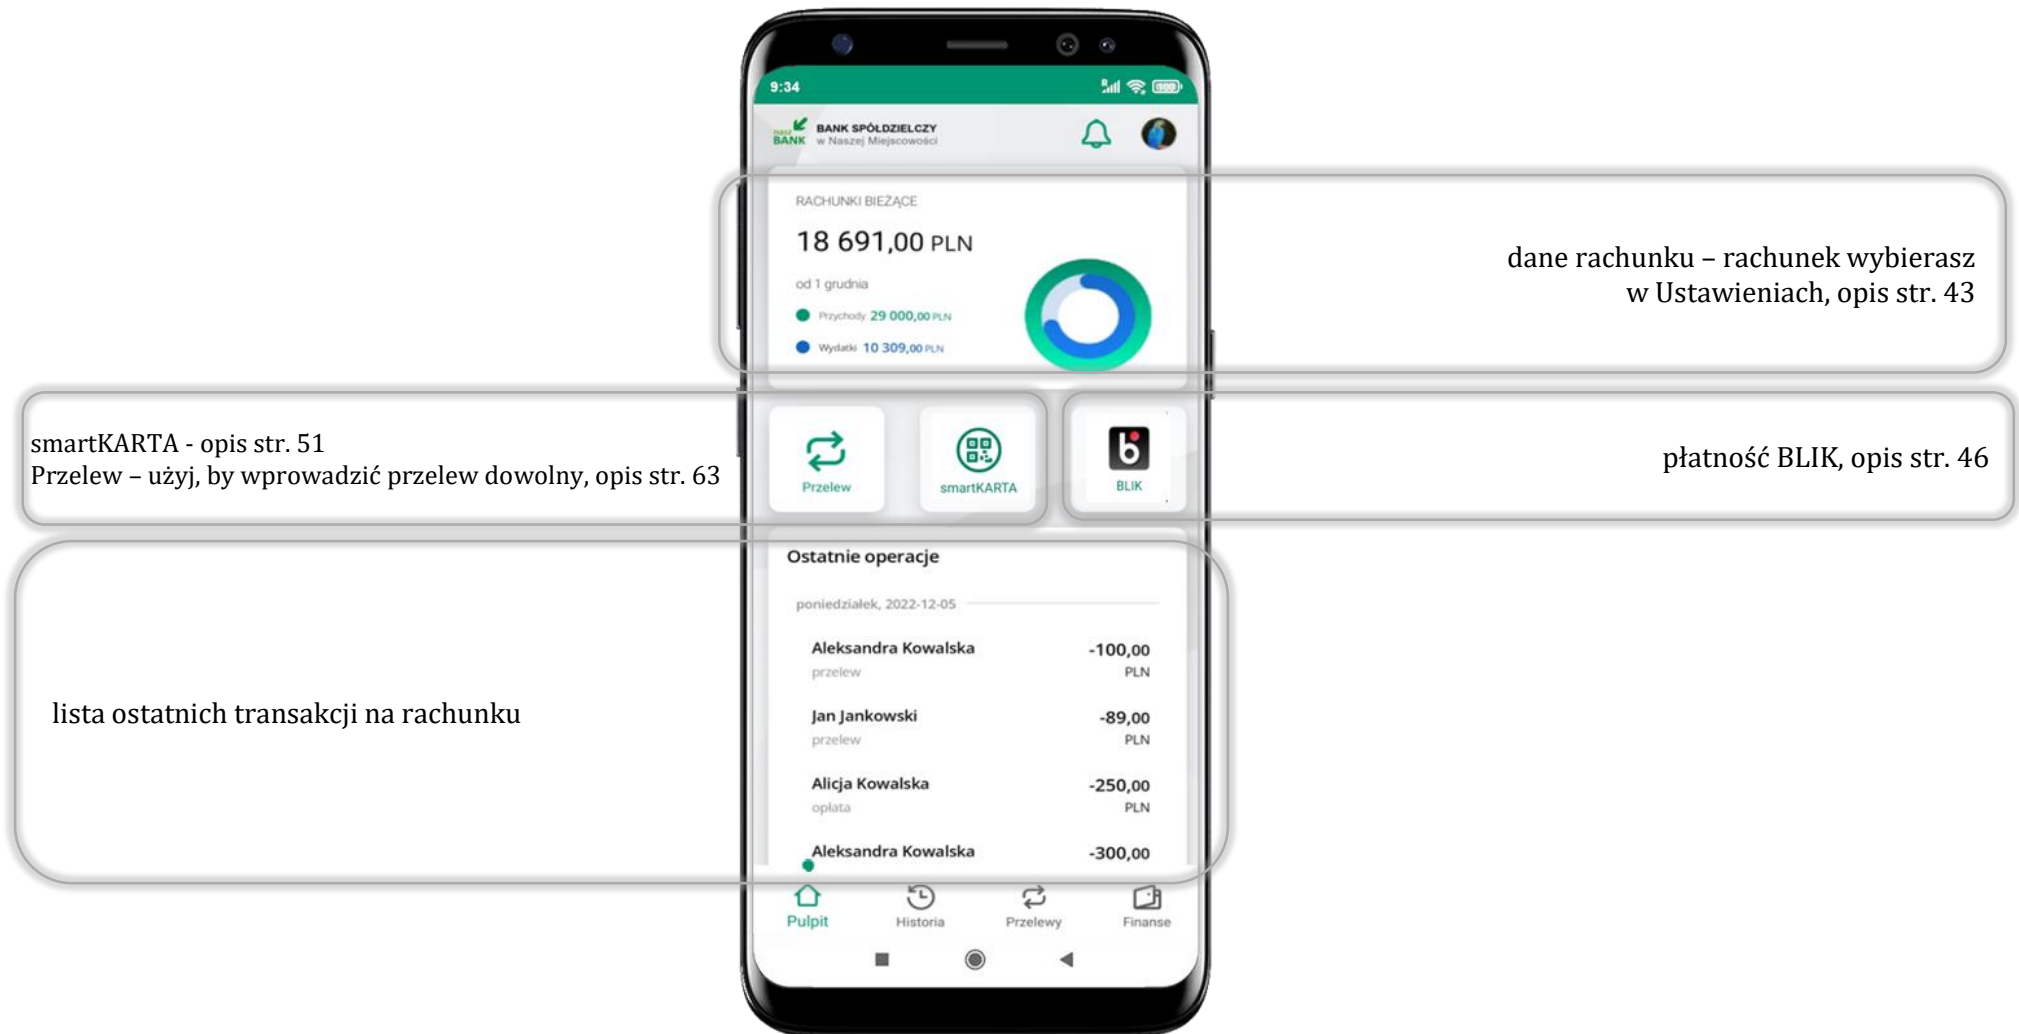 9:34
nasz BANK
BANK SPÓŁDZIELCZY
w Naszej Miejscowości
RACHUNKI BIEŻĄCE
18 691,00 PLN
od 1 grudnia
Przychody 29 000,00 PLN
Wydatki 10 309,00 PLN
dane rachunku – rachunek wybierasz
w Ustawieniach, opis str. 43
smartKARTA - opis str. 51
Przelew – użyj, by wprowadzić przelew dowolny, opis str. 63
Przelew
smartKARTA
BLIK
płatność BLIK, opis str. 46
Ostatnie operacje
poniedziałek, 2022-12-05
Aleksandra Kowalska -100,00
przelew PLN
Jan Jankowski -89,00
przelew PLN
Alicja Kowalska -250,00
opłata PLN
Aleksandra Kowalska -300,00
lista ostatnich transakcji na rachunku
Pulpit Historia Przelewy Finanse